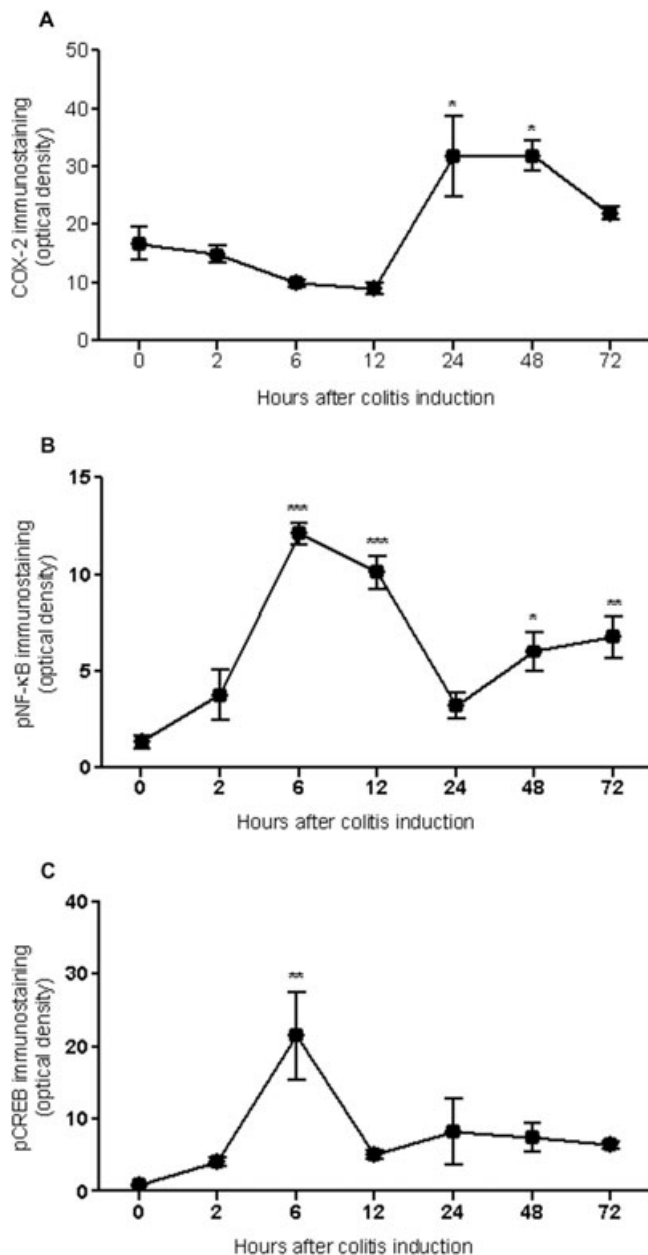 A
COX-2 immunostaining
(optical density)
50
40
30
20
10
0
*
*
0 2 6 12 24 48 72
Hours after colitis induction
B
pNF-κB immunostaining
(optical density)
15
10
5
0
***
***
*
**
0 2 6 12 24 48 72
Hours after colitis induction
C
pCREB immunostaining
(optical density)
40
30
20
10
0
**
0 2 6 12 24 48 72
Hours after colitis induction